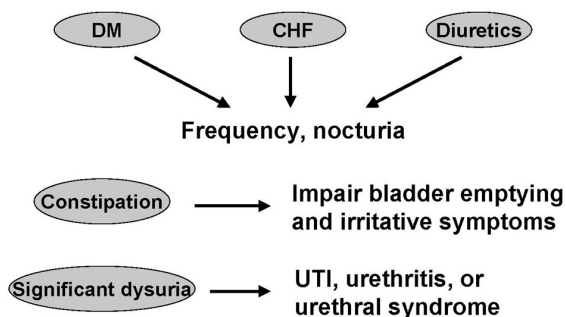 DM CHF Diuretics
Frequency, nocturia
Constipation
Impair bladder emptying
and irritative symptoms
Significant dysuria
UTI, urethritis, or
urethral syndrome